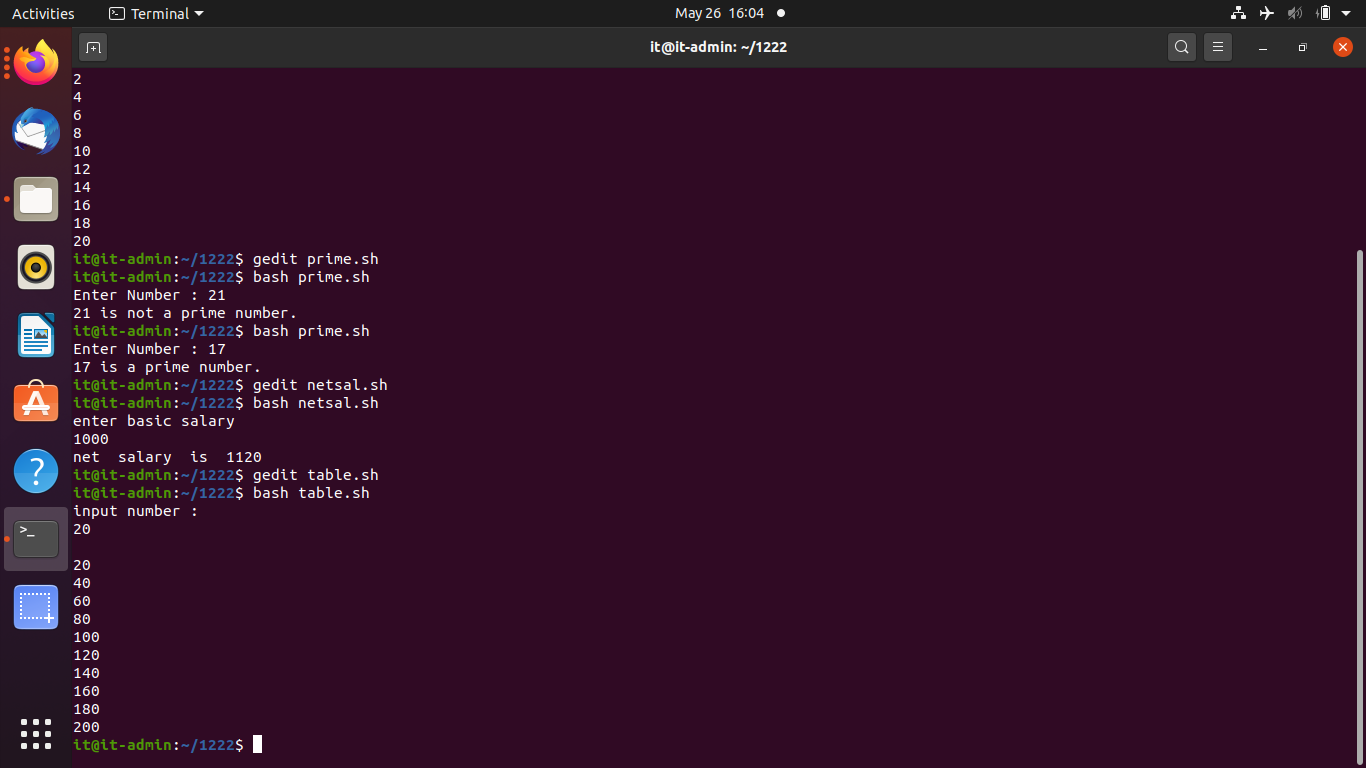 Activities Terminal May 26 16:04
it@it-admin: ~/1222
2
4
6
8
10
12
14
16
18
20
it@it-admin:~/1222$ gedit prime.sh
it@it-admin:~/1222$ bash prime.sh
Enter Number : 21
21 is not a prime number.
it@it-admin:~/1222$ bash prime.sh
Enter Number : 17
17 is a prime number.
it@it-admin:~/1222$ gedit netsal.sh
it@it-admin:~/1222$ bash netsal.sh
enter basic salary
1000
net  salary  is  1120
it@it-admin:~/1222$ gedit table.sh
it@it-admin:~/1222$ bash table.sh
input number :
20
20
40
60
80
100
120
140
160
180
200
it@it-admin:~/1222$